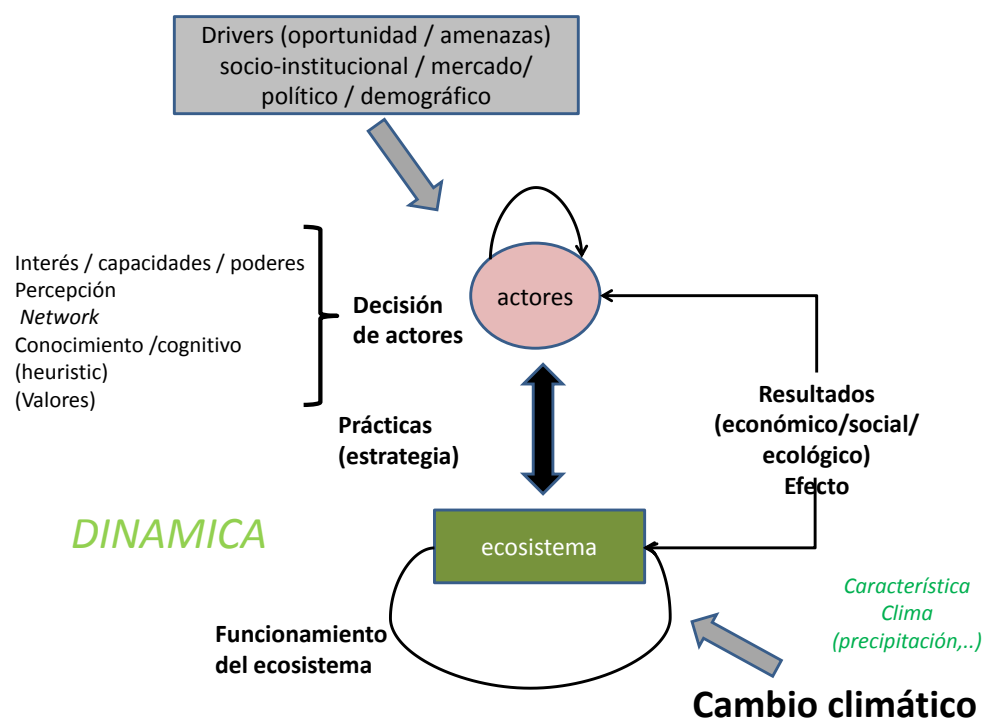 Drivers (oportunidad / amenazas)
socio-institutional / mercado/
político / demográfico
Interés / capacidades / poderes
Percepción
Network
Conocimiento /cognitivo
(heuristic)
(Valores)
Decisión
de actores
actores
Prácticas
(estrategia)
Resultados
(económico/social/
ecológico)
Efecto
DINAMICA
ecosistema
Funcionamiento
del ecosistema
Característica
Clima
(precipitación,..)
Cambio climático